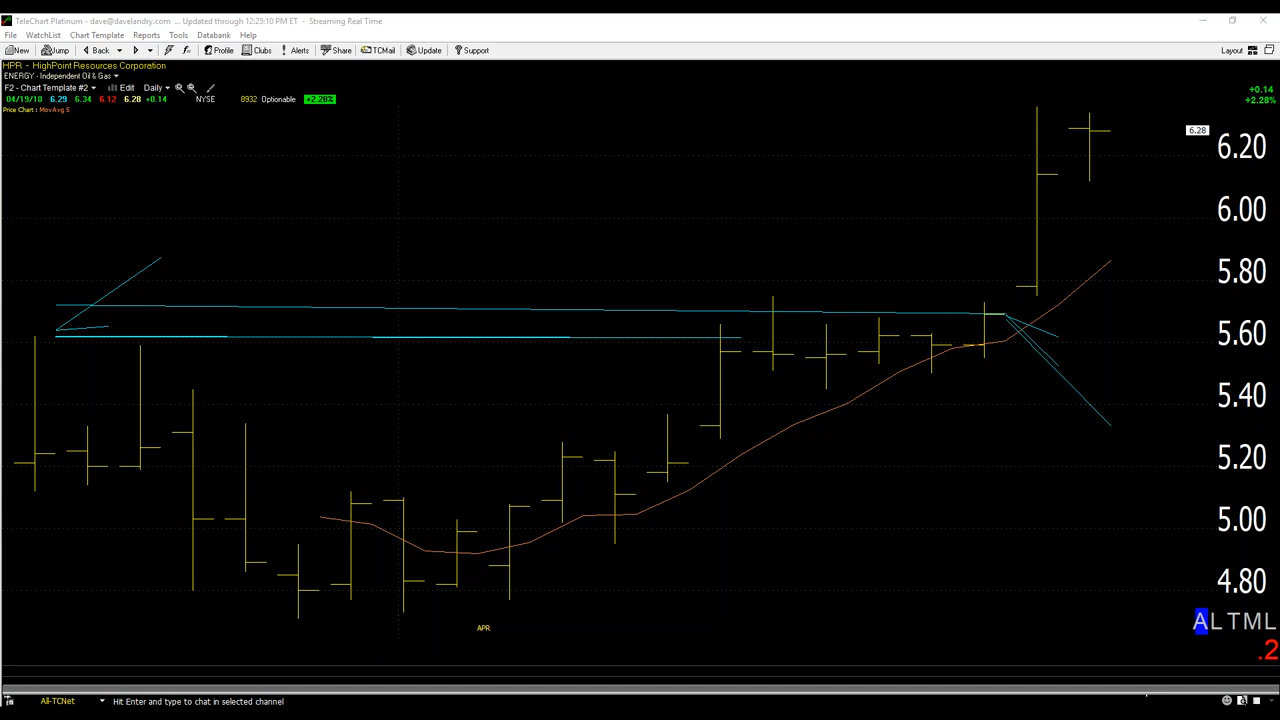 TeleChart Platinum - dave@davelandry.com ... Updated through 12:25:10 PM ET - Streaming Real Time
File WatchList Chart Template Reports Tools Databank Help
New Jump Back Profile Clubs Alerts Share TCMail Update Support Layout
HPR - HighPoint Resources Corporation
ENERGY - Independent Oil & Gas
F2 - Chart Template #2 Edit Daily
04/19/18 6.29 6.34 6.12 6.28 +0.14 NYSE 8932 Optionable +2.28%
+0.14
+2.28%
Price Chart : MovAvg 5
6.28
6.20
6.00
5.80
5.60
5.40
5.20
5.00
4.80
APR
ALTML
.2
All-TCNet Hit Enter and type to chat in selected channel